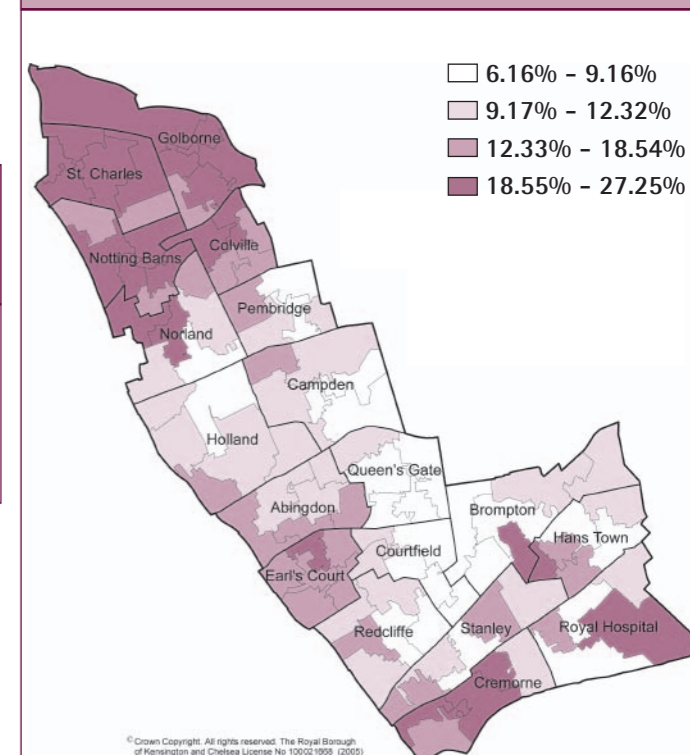 6.16% - 9.16%
9.17% - 12.32%
12.33% - 18.54%
18.55% - 27.25%
Golborne
St. Charles
Colville
Notting Barns
Pembridge
Norland
Campden
Holland
Queen's Gate
Abingdon
Brompton
Hans Town
Courtfield
Earl's Court
Redcliffe
Stanley
Royal Hospital
Cremorne
© Crown Copyright. All rights reserved. The Royal Borough
of Kensington and Chelsea License No 100021668 (2005)